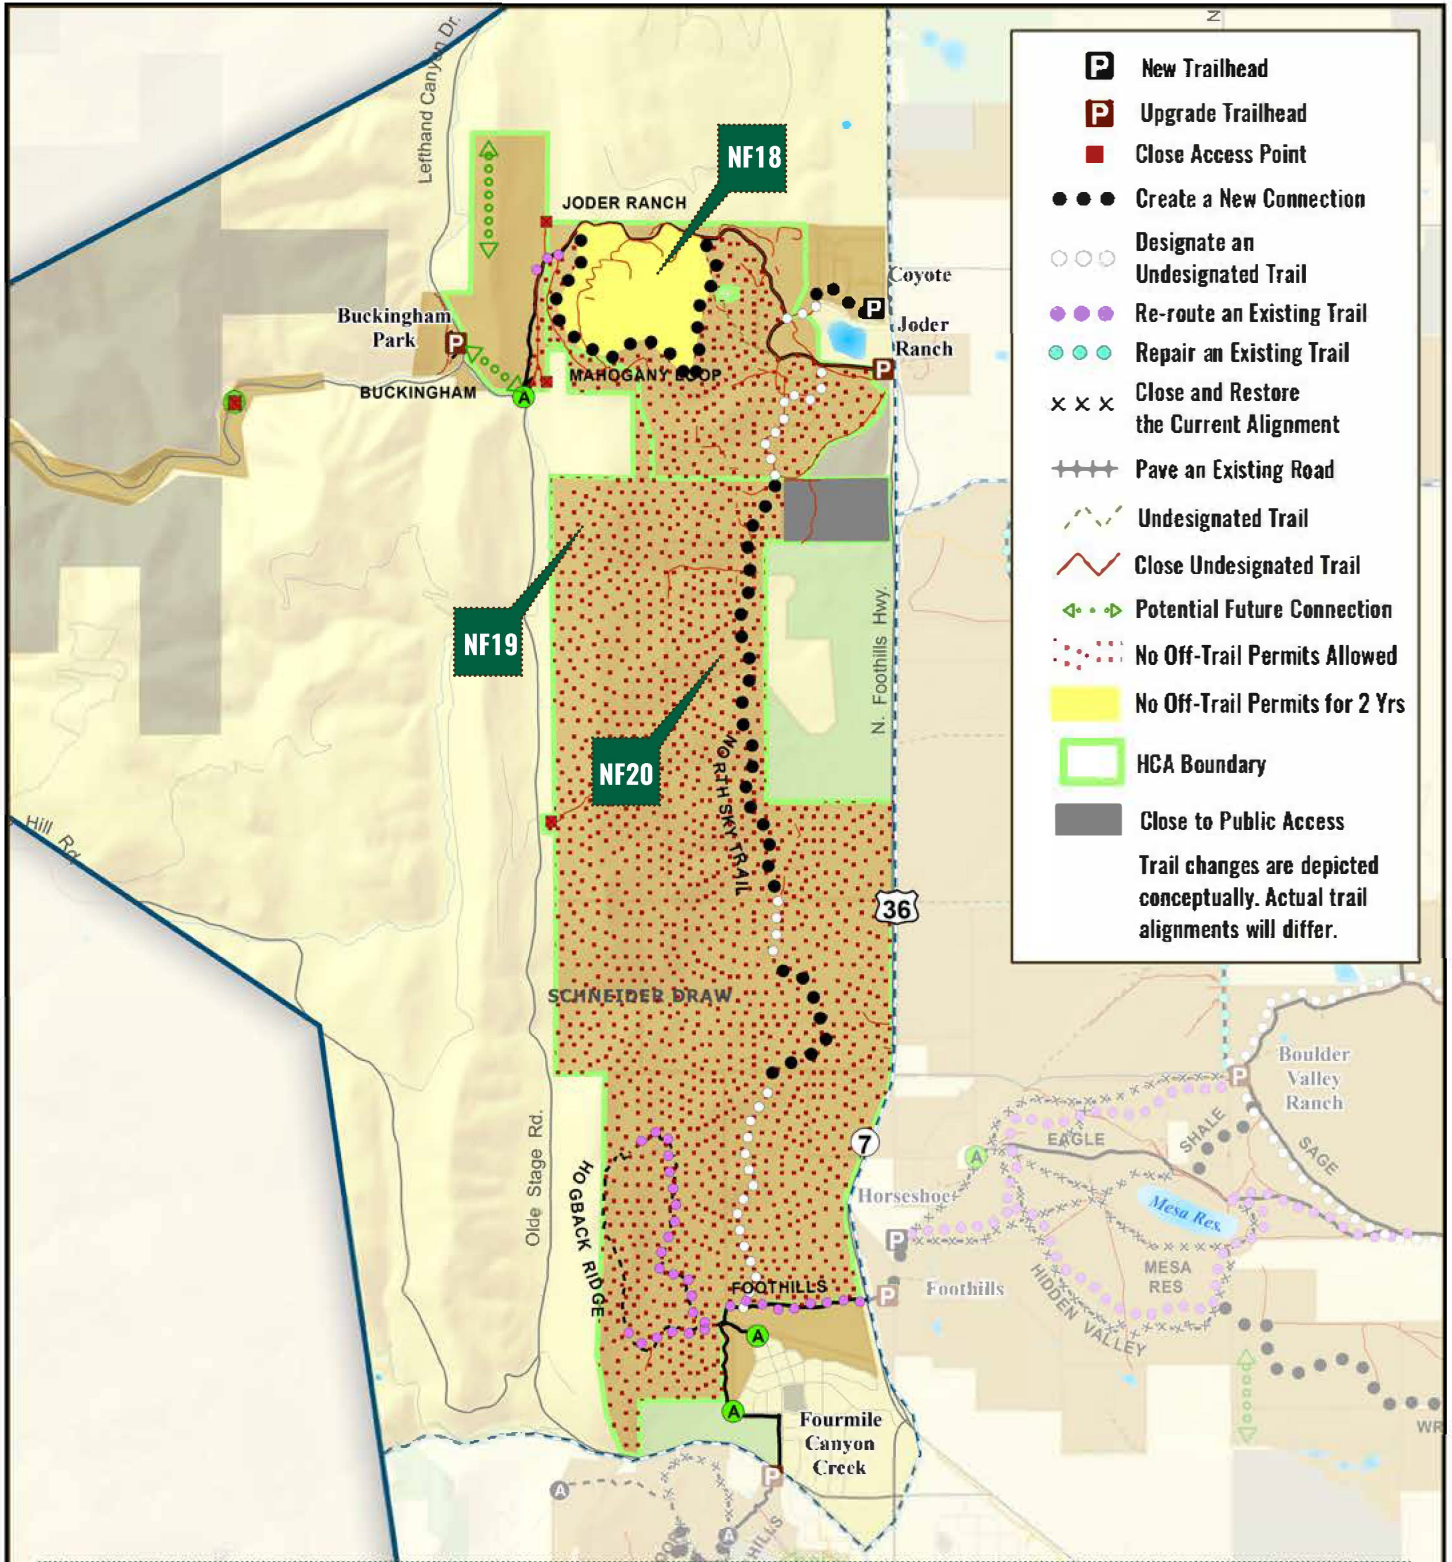 N
Lefthand Canyon Dr.
NF18
JODER RANCH
Coyote
Buckingham
Park
P
P
Joder
Ranch
P
BUCKINGHAM
MAHOGANY LOOP
A
NF19
N. Foothills Hwy.
NF20
NORTH SKY TRAIL
Hill Rd
36
SCHNEIDER DRAW
Olde Stage Rd.
HOGBACK RIDGE
7
Boulder
Valley
Ranch
P
EAGLE
SHALE
SAGE
A
Horseshoe
P
Mesa Res.
MESA
RES
HIDDEN VALLEY
FOOTHILLS
P
Foothills
A
A
Fourmile
Canyon
Creek
P
WR
A
A
HILLS
P New Trailhead
P Upgrade Trailhead
Close Access Point
Create a New Connection
Designate an
Undesignated Trail
Re-route an Existing Trail
Repair an Existing Trail
x x x Close and Restore
the Current Alignment
Pave an Existing Road
Undesignated Trail
Close Undesignated Trail
Potential Future Connection
No Off-Trail Permits Allowed
No Off-Trail Permits for 2 Yrs
HCA Boundary
Close to Public Access
Trail changes are depicted
conceptually. Actual trail
alignments will differ.